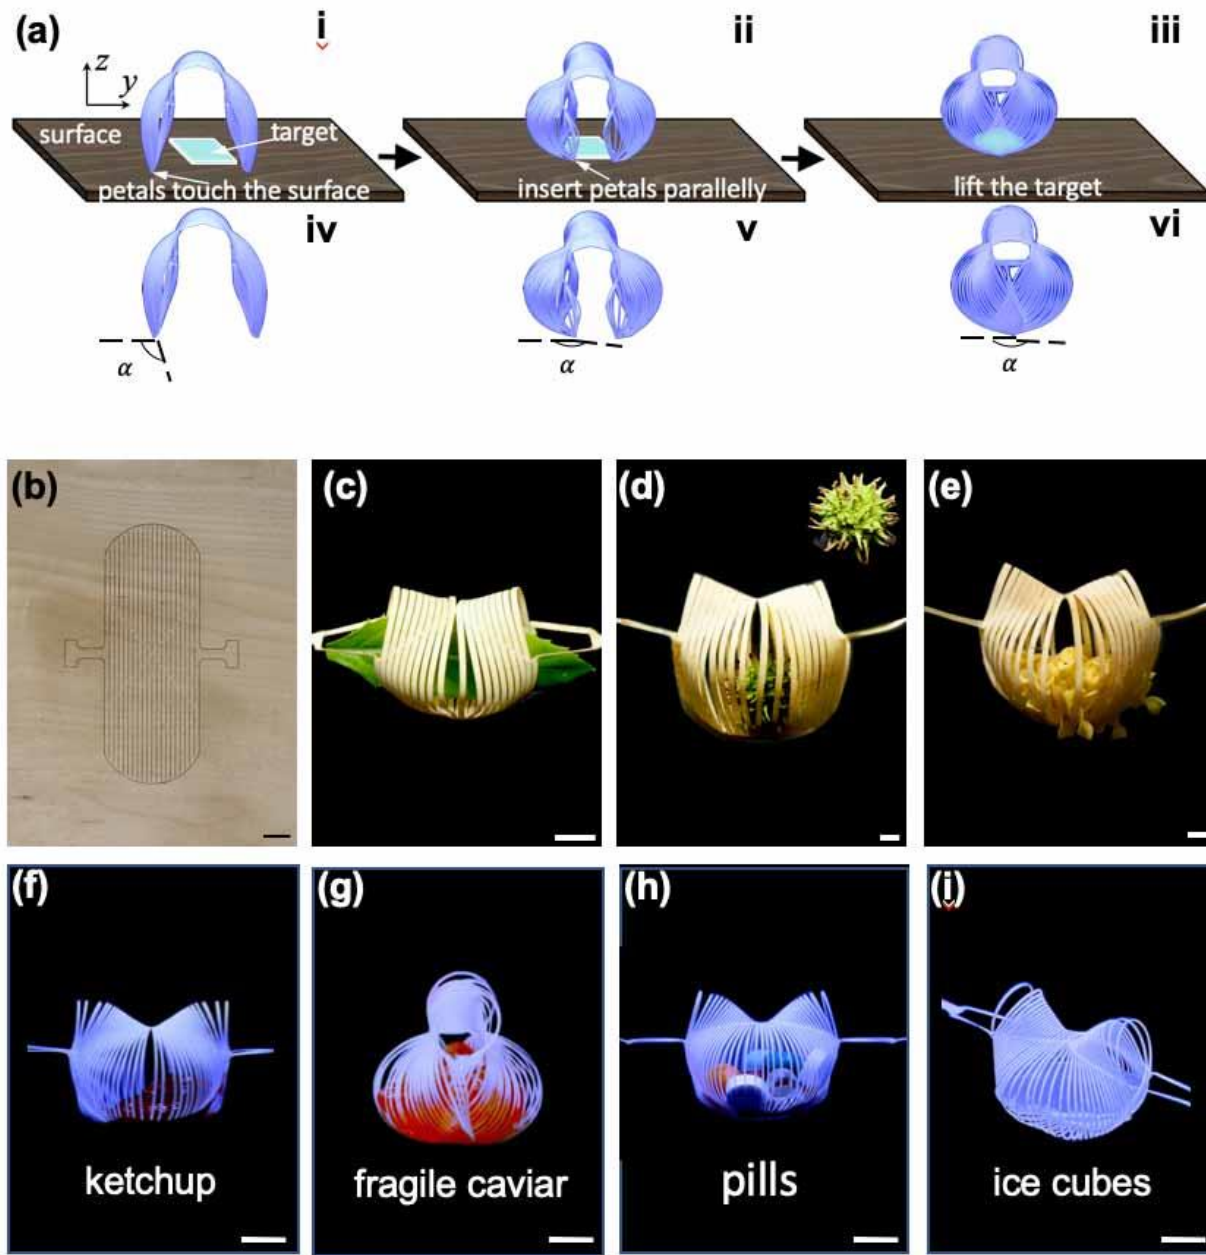 (a)
i
ii
iii
z
y
surface
target
petals touch the surface
insert petals parallelly
lift the target
iv
v
vi
α
α
α
(b)
(c)
(d)
(e)
(f)
(g)
(h)
(i)
ketchup
fragile caviar
pills
ice cubes